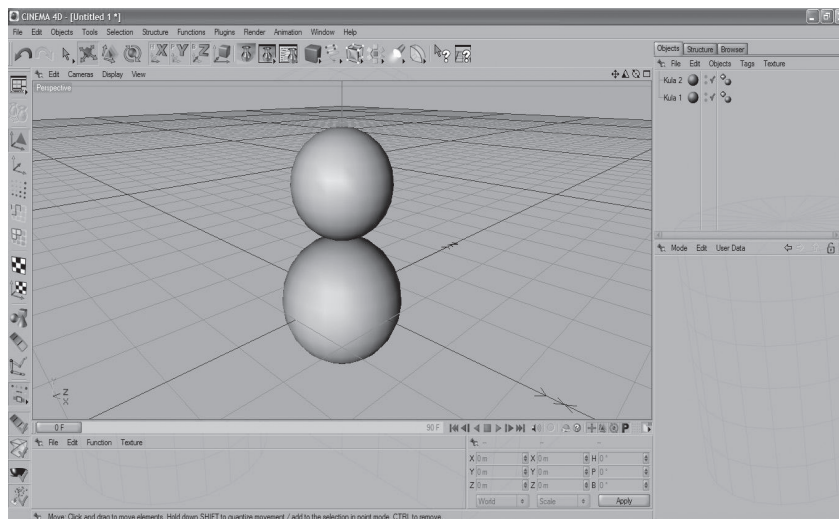 CINEMA 4D - [Untitled 1 *]
File Edit Objects Tools Selection Structure Functions Plugins Render Animation Window Help
Objects Structure Browser
Edit Cameras Display View
File Edit Objects Tags Texture
Perspective
Kula 2
Kula 1
Mode Edit User Data
Z
X
0 F 90 F P
File Edit Function Texture
X 0 m X 0 m H 0 °
Y 0 m Y 0 m P 0 °
Z 0 m Z 0 m B 0 °
World Scale Apply
Move: Click and drag to move elements. Hold down SHIFT to quantize movement / add to the selection in point mode, CTRL to remove.